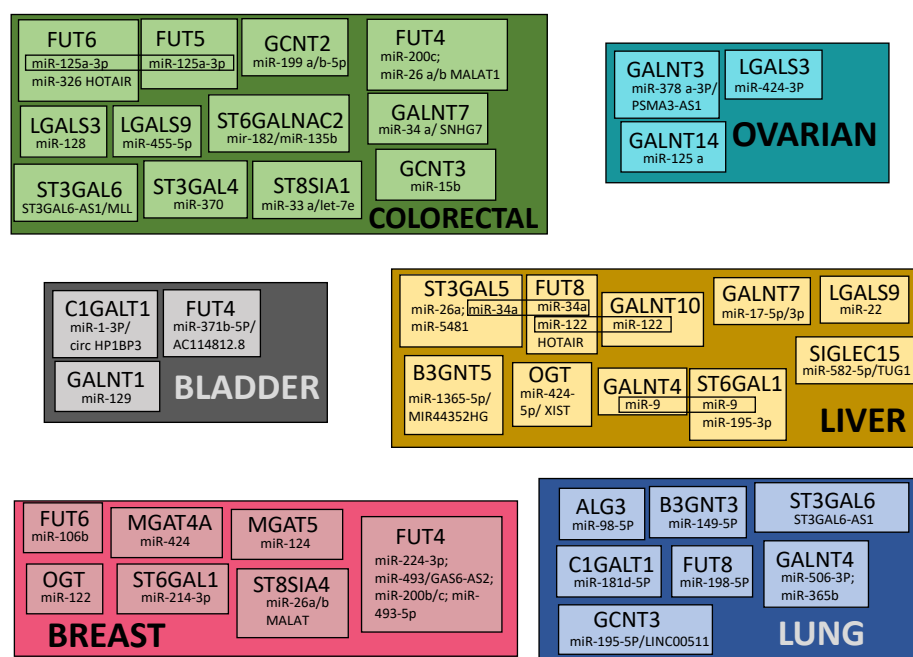 FUT6
miR-125a-3p
miR-326 HOTAIR
FUT5
miR-125a-3p
GCNT2
miR-199 a/b-5p
FUT4
miR-200c;
miR-26 a/b MALAT1
LGALS3
miR-128
LGALS9
miR-455-5p
ST6GALNAC2
mir-182/miR-135b
GALNT7
miR-34 a/ SNHG7
ST3GAL6
ST3GAL6-AS1/MLL
ST3GAL4
miR-370
ST8SIA1
miR-33 a/let-7e
GCNT3
miR-15b
COLORECTAL
GALNT3
miR-378 a-3P/
PSMA3-AS1
LGALS3
miR-424-3P
GALNT14
miR-125 a
OVARIAN
C1GALT1
miR-1-3P/
circ HP1BP3
FUT4
miR-371b-5P/
AC114812.8
GALNT1
miR-129
BLADDER
ST3GAL5
miR-26a; miR-34a
miR-5481
FUT8
miR-34a
miR-122
HOTAIR
GALNT10
miR-122
GALNT7
miR-17-5p/3p
LGALS9
miR-22
B3GNT5
miR-1365-5p/
MIR44352HG
OGT
miR-424-
5p/ XIST
GALNT4
miR-9
ST6GAL1
miR-9
miR-195-3p
SIGLEC15
miR-582-5p/TUG1
LIVER
FUT6
miR-106b
MGAT4A
miR-424
MGAT5
miR-124
FUT4
miR-224-3p;
miR-493/GAS6-AS2;
miR-200b/c; miR-
493-5p
OGT
miR-122
ST6GAL1
miR-214-3p
ST8SIA4
miR-26a/b
MALAT
BREAST
ALG3
miR-98-5P
B3GNT3
miR-149-5P
ST3GAL6
ST3GAL6-AS1
C1GALT1
miR-181d-5P
FUT8
miR-198-5P
GALNT4
miR-506-3P;
miR-365b
GCNT3
miR-195-5P/LINC00511
LUNG